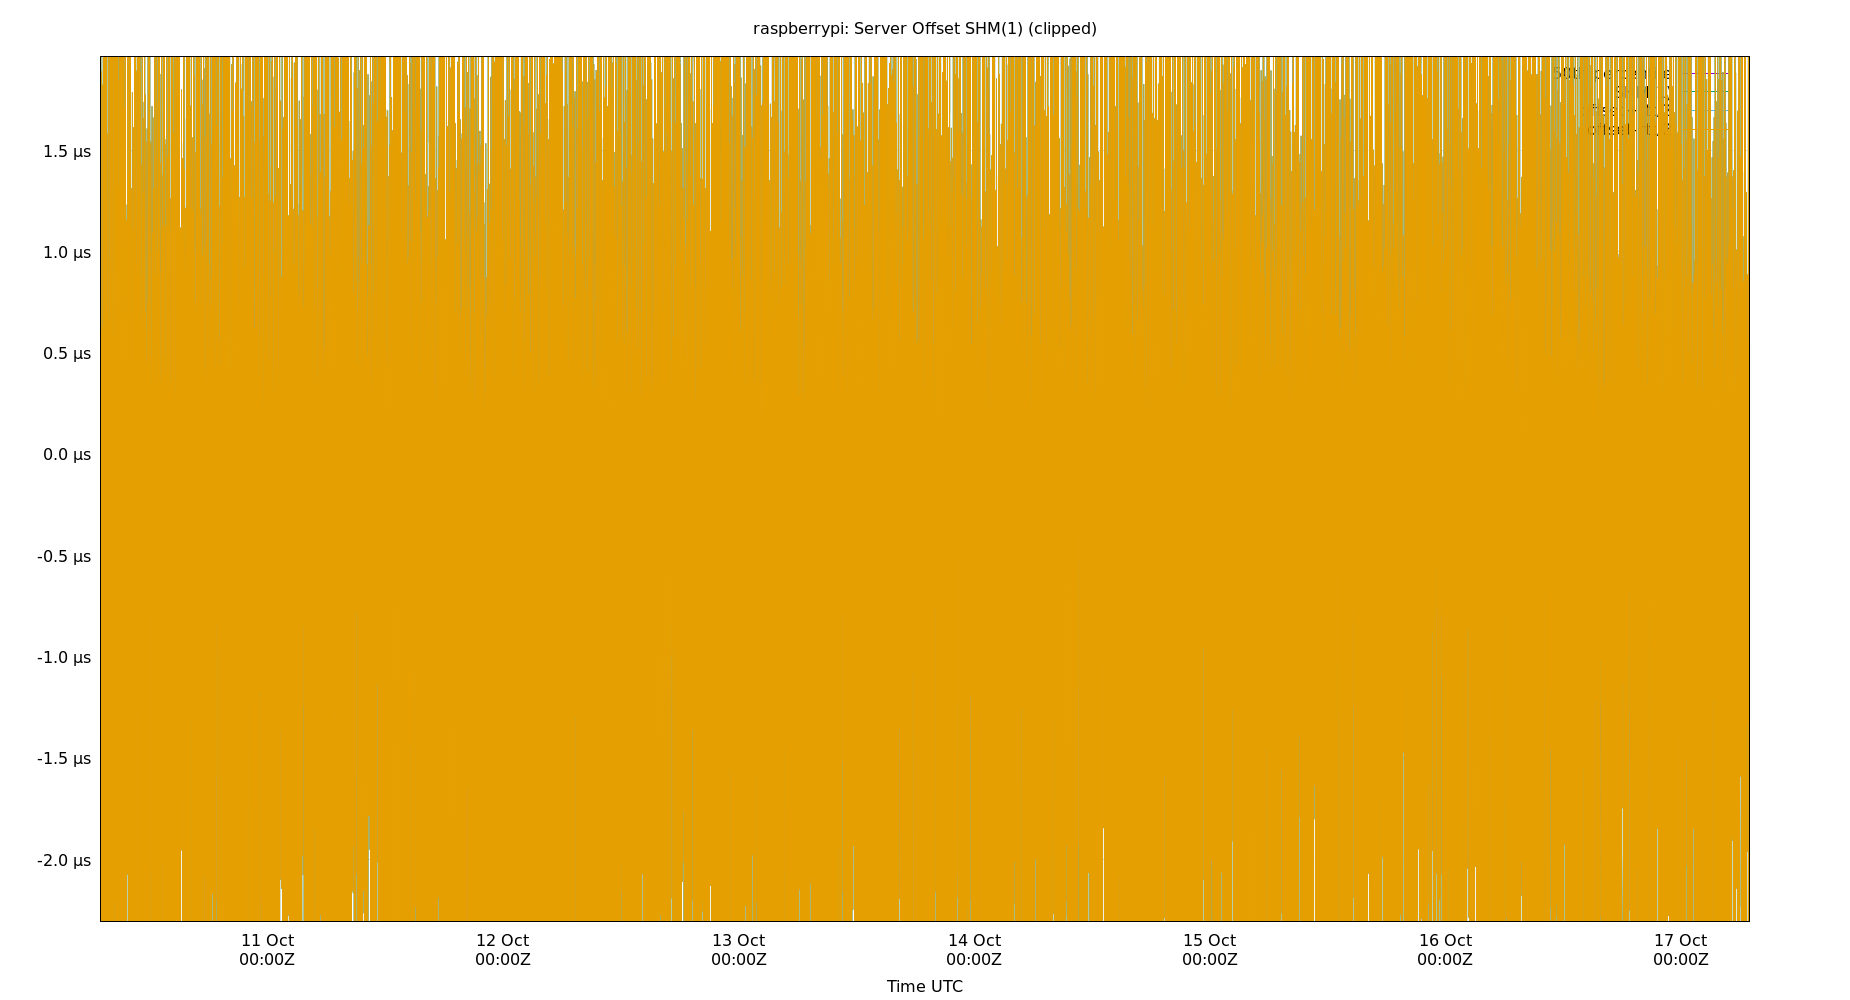 raspberrypi: Server Offset SHM(1) (clipped)
1.5 µs
1.0 µs
0.5 µs
0.0 µs
-0.5 µs
-1.0 µs
-1.5 µs
-2.0 µs
11 Oct 12 Oct 13 Oct 14 Oct 15 Oct 16 Oct 17 Oct
00:00Z 00:00Z 00:00Z 00:00Z 00:00Z 00:00Z 00:00Z
Time UTC